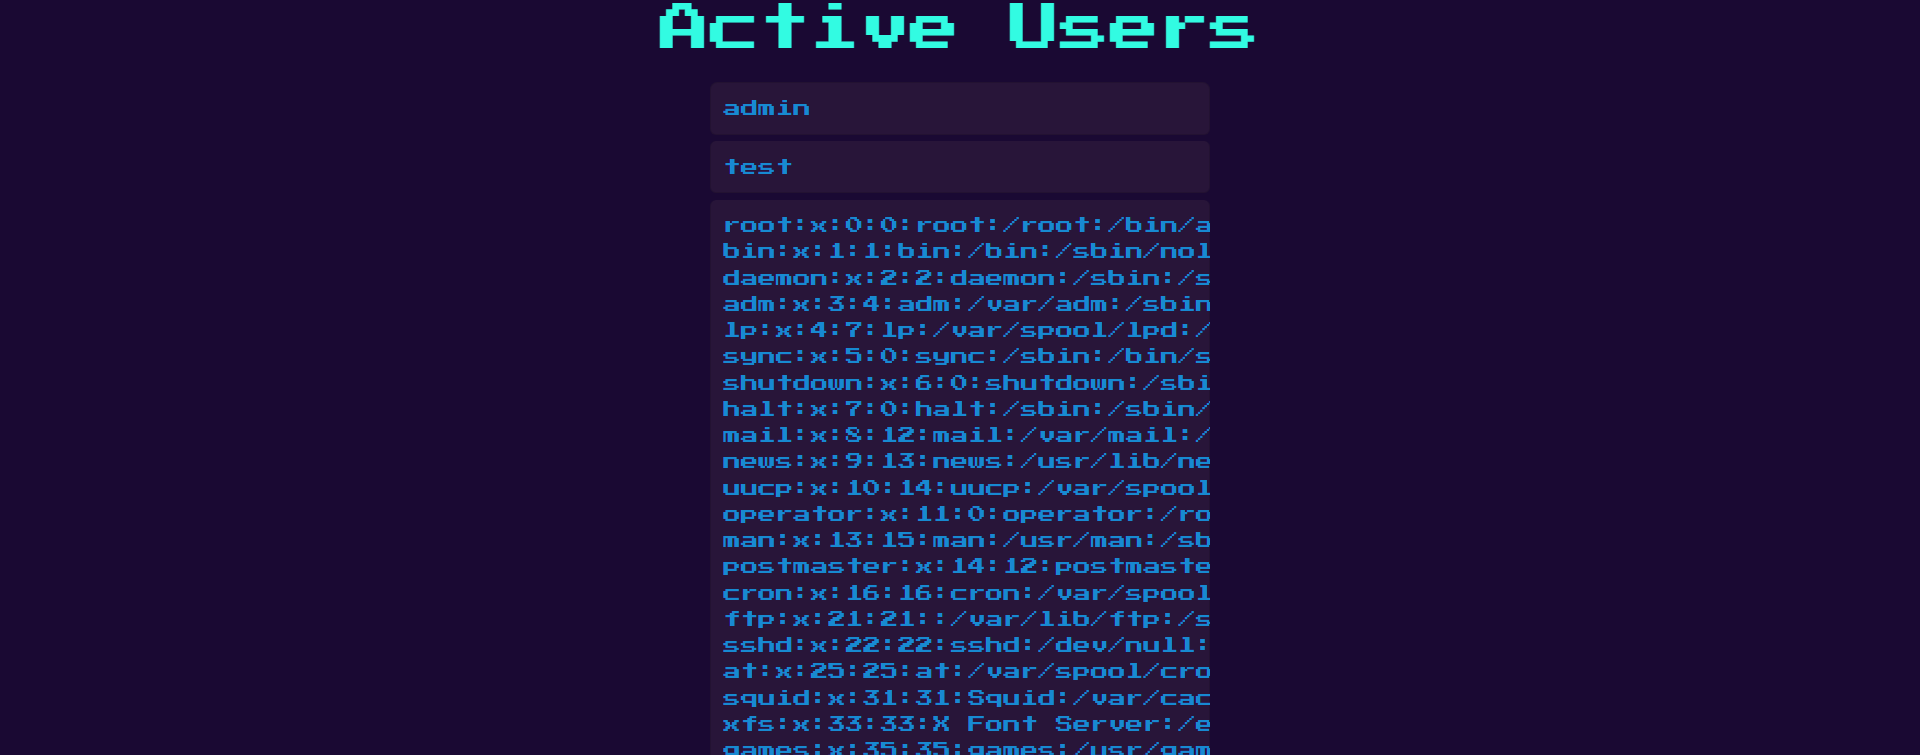 Active Users
admin
test
root:x:0:0:root:/root:/bin/a
bin:x:1:1:bin:/bin:/sbin/nol
daemon:x:2:2:daemon:/sbin:/s
adm:x:3:4:adm:/var/adm:/sbin
lp:x:4:7:lp:/var/spool/lpd:/
sync:x:5:0:sync:/sbin:/bin/s
shutdown:x:6:0:shutdown:/sbi
halt:x:7:0:halt:/sbin:/sbin/
mail:x:8:12:mail:/var/mail:/
news:x:9:13:news:/usr/lib/ne
uucp:x:10:14:uucp:/var/spool
operator:x:11:0:operator:/ro
man:x:13:15:man:/usr/man:/sb
postmaster:x:14:12:postmaste
cron:x:16:16:cron:/var/spool
ftp:x:21:21::/var/lib/ftp:/s
sshd:x:22:22:sshd:/dev/null:
at:x:25:25:at:/var/spool/cro
squid:x:31:31:Squid:/var/cac
xfs:x:33:33:X Font Server:/e
games:x:35:35:games:/usr/gam